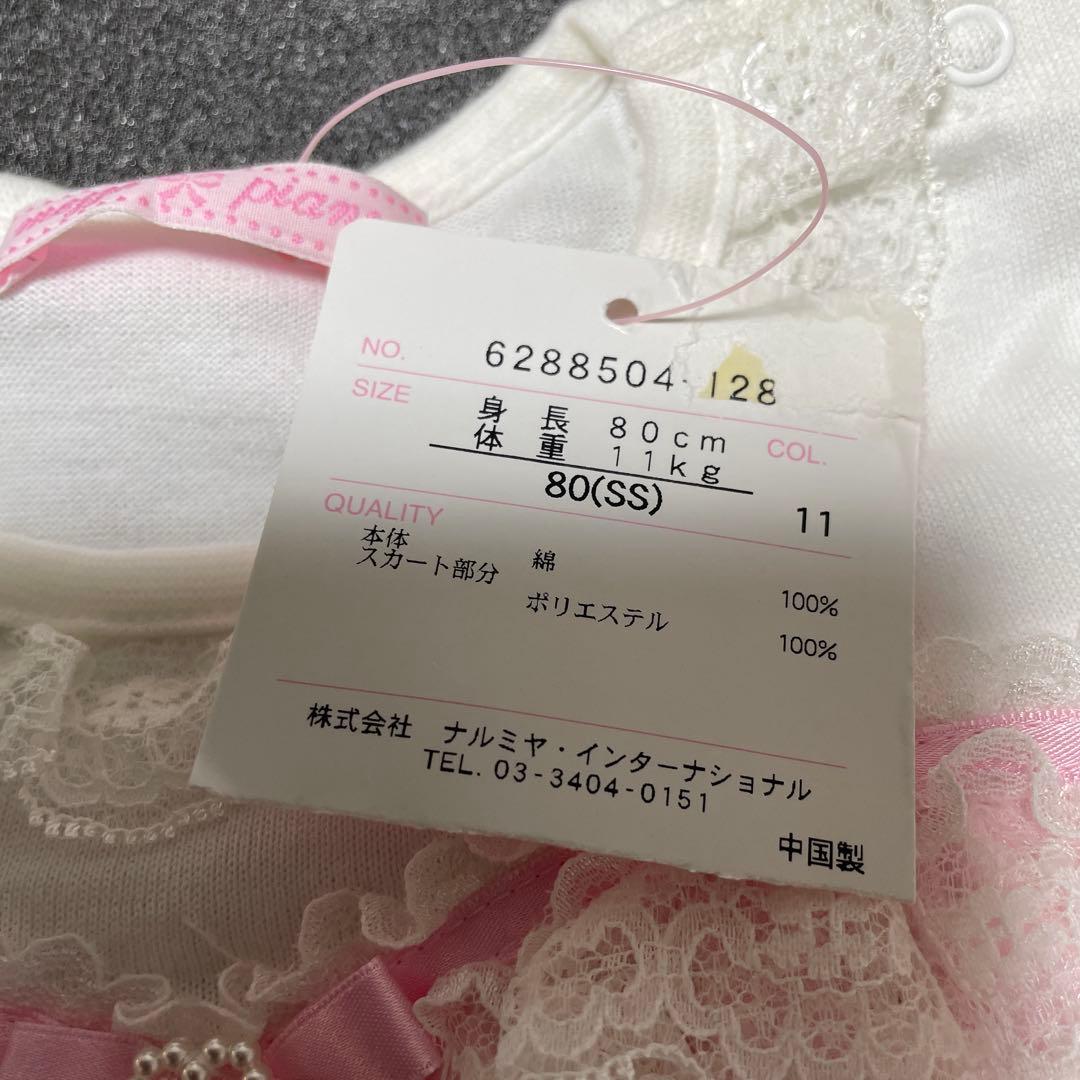 pian
NO. 6288504-128
SIZE
身長 80cm
体重 11kg
80(SS)
COL.
11
QUALITY
本体 綿 100%
スカート部分 ポリエステル 100%
株式会社 ナルミヤ・インターナショナル
TEL. 03-3404-0151
中国製